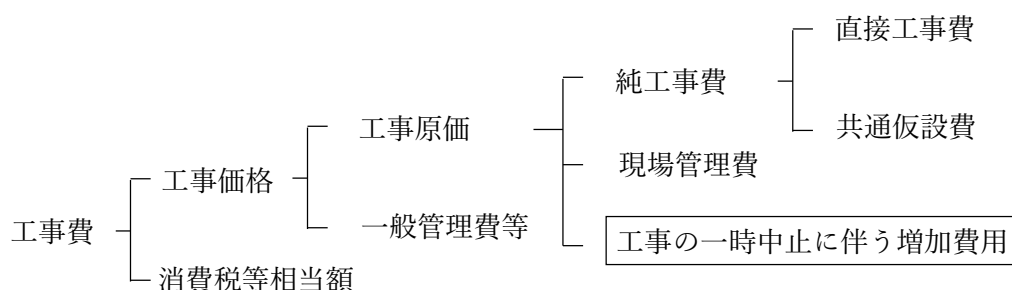 直接工事費
純工事費
工事原価
共通仮設費
工事価格
現場管理費
工事費
一般管理費等
工事の一時中止に伴う増加費用
消費税等相当額